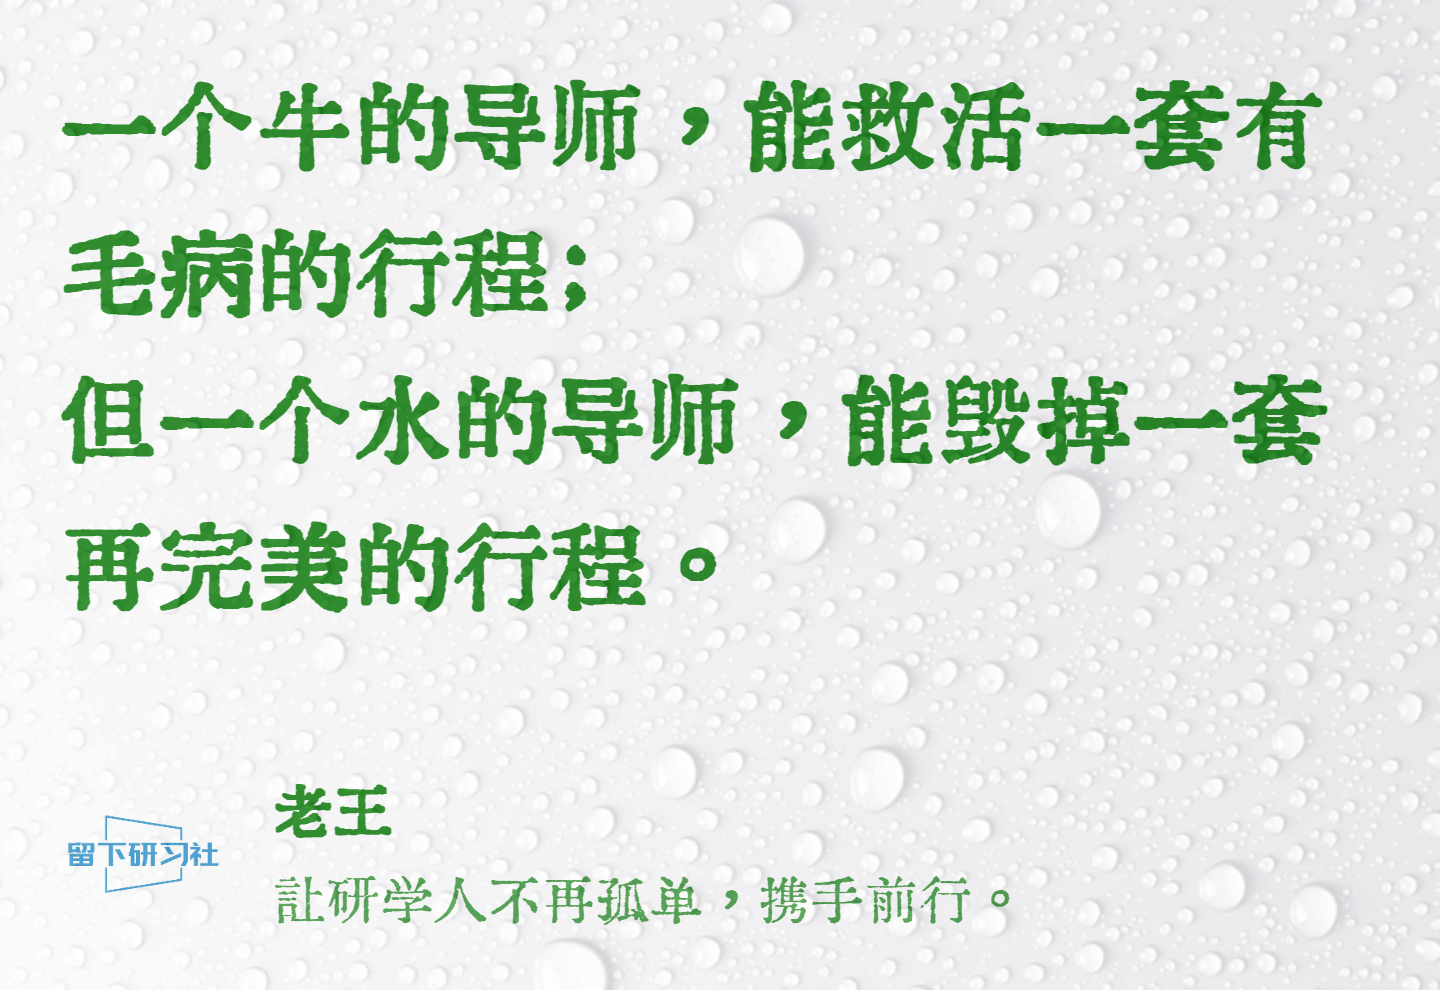 一个牛的导师，能救活一套有
毛病的行程；
但一个水的导师，能毁掉一套
再完美的行程。
老王
留下研习社
让研学人不再孤单，携手前行。